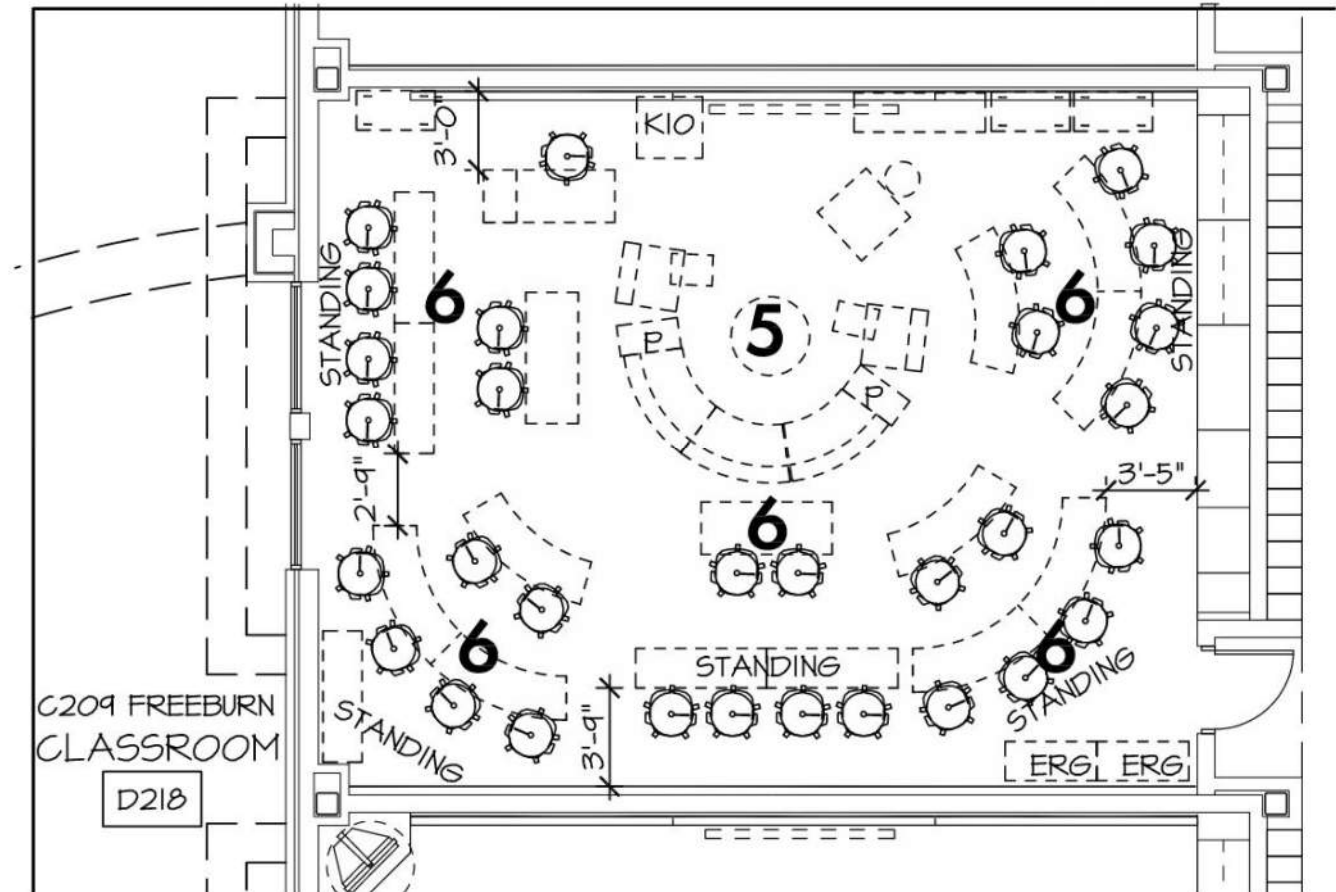 3'-0"
K10
STANDING
6
5
6
STANDING
P
P
2'-9"
3'-5"
6
6
6
STANDING
STANDING
STANDING
3'-9"
C209 FREEBURN
CLASSROOM
D218
ERG
ERG